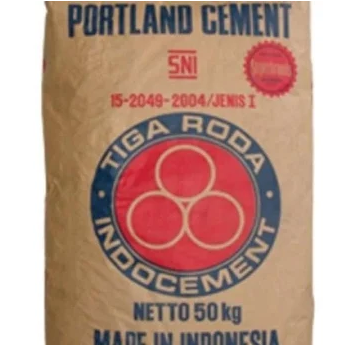 PORTLAND CEMENT
SNI
15-2049-2004/JENIS I
TIGA RODA
INDOCEMENT
NETTO 50 kg
MADE IN INDONESIA